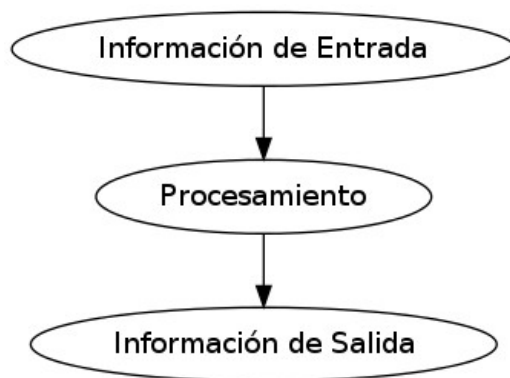 Información de Entrada
Procesamiento
Información de Salida